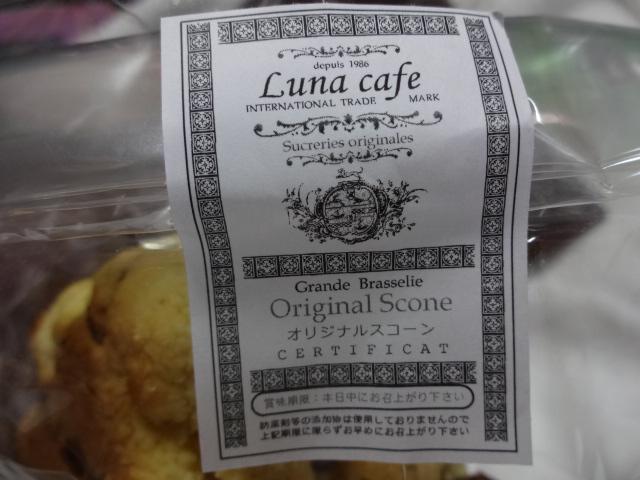 depuis 1986
Luna cafe
INTERNATIONAL TRADE MARK
Sucreries originales
Grande Brasselie
Original Scone
オリジナルスコーン
CERTIFICAT
賞味期限：本日中にお召上がり下さい
防腐剤等の添加物は使用しておりませんので
上記期限に限らずお早めにお召上がり下さい